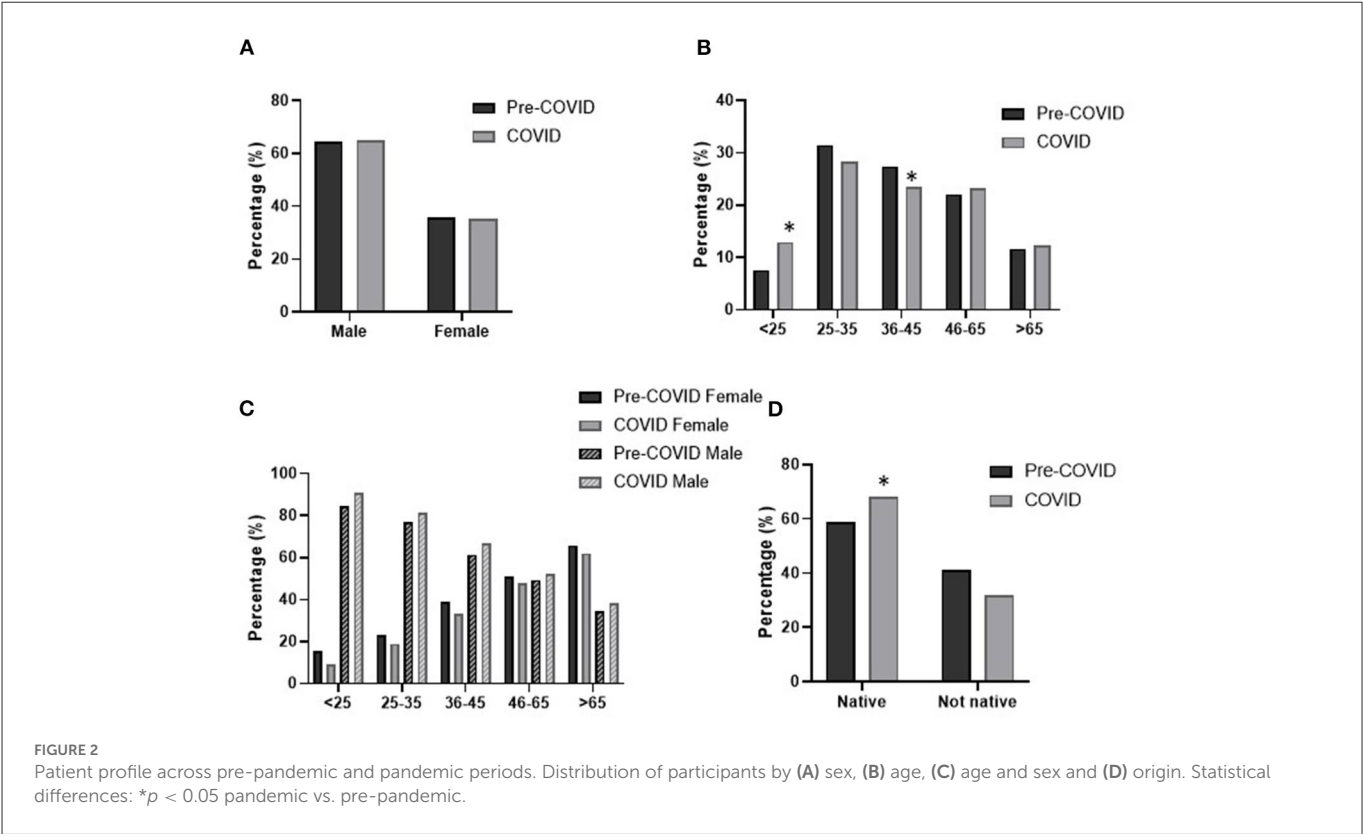 A
80
60
40
20
0
Percentage (%)
Pre-COVID
COVID
Male Female
B
40
30
20
10
0
Percentage (%)
Pre-COVID
COVID
*
*
<25 25-35 36-45 46-65 >65
C
100
80
60
40
20
0
Percentage (%)
Pre-COVID Female
COVID Female
Pre-COVID Male
COVID Male
<25 25-35 36-45 46-65 >65
D
80
60
40
20
0
Percentage (%)
Pre-COVID
COVID
*
Native Not native
FIGURE 2
Patient profile across pre-pandemic and pandemic periods. Distribution of participants by (A) sex, (B) age, (C) age and sex and (D) origin. Statistical
differences: *p < 0.05 pandemic vs. pre-pandemic.